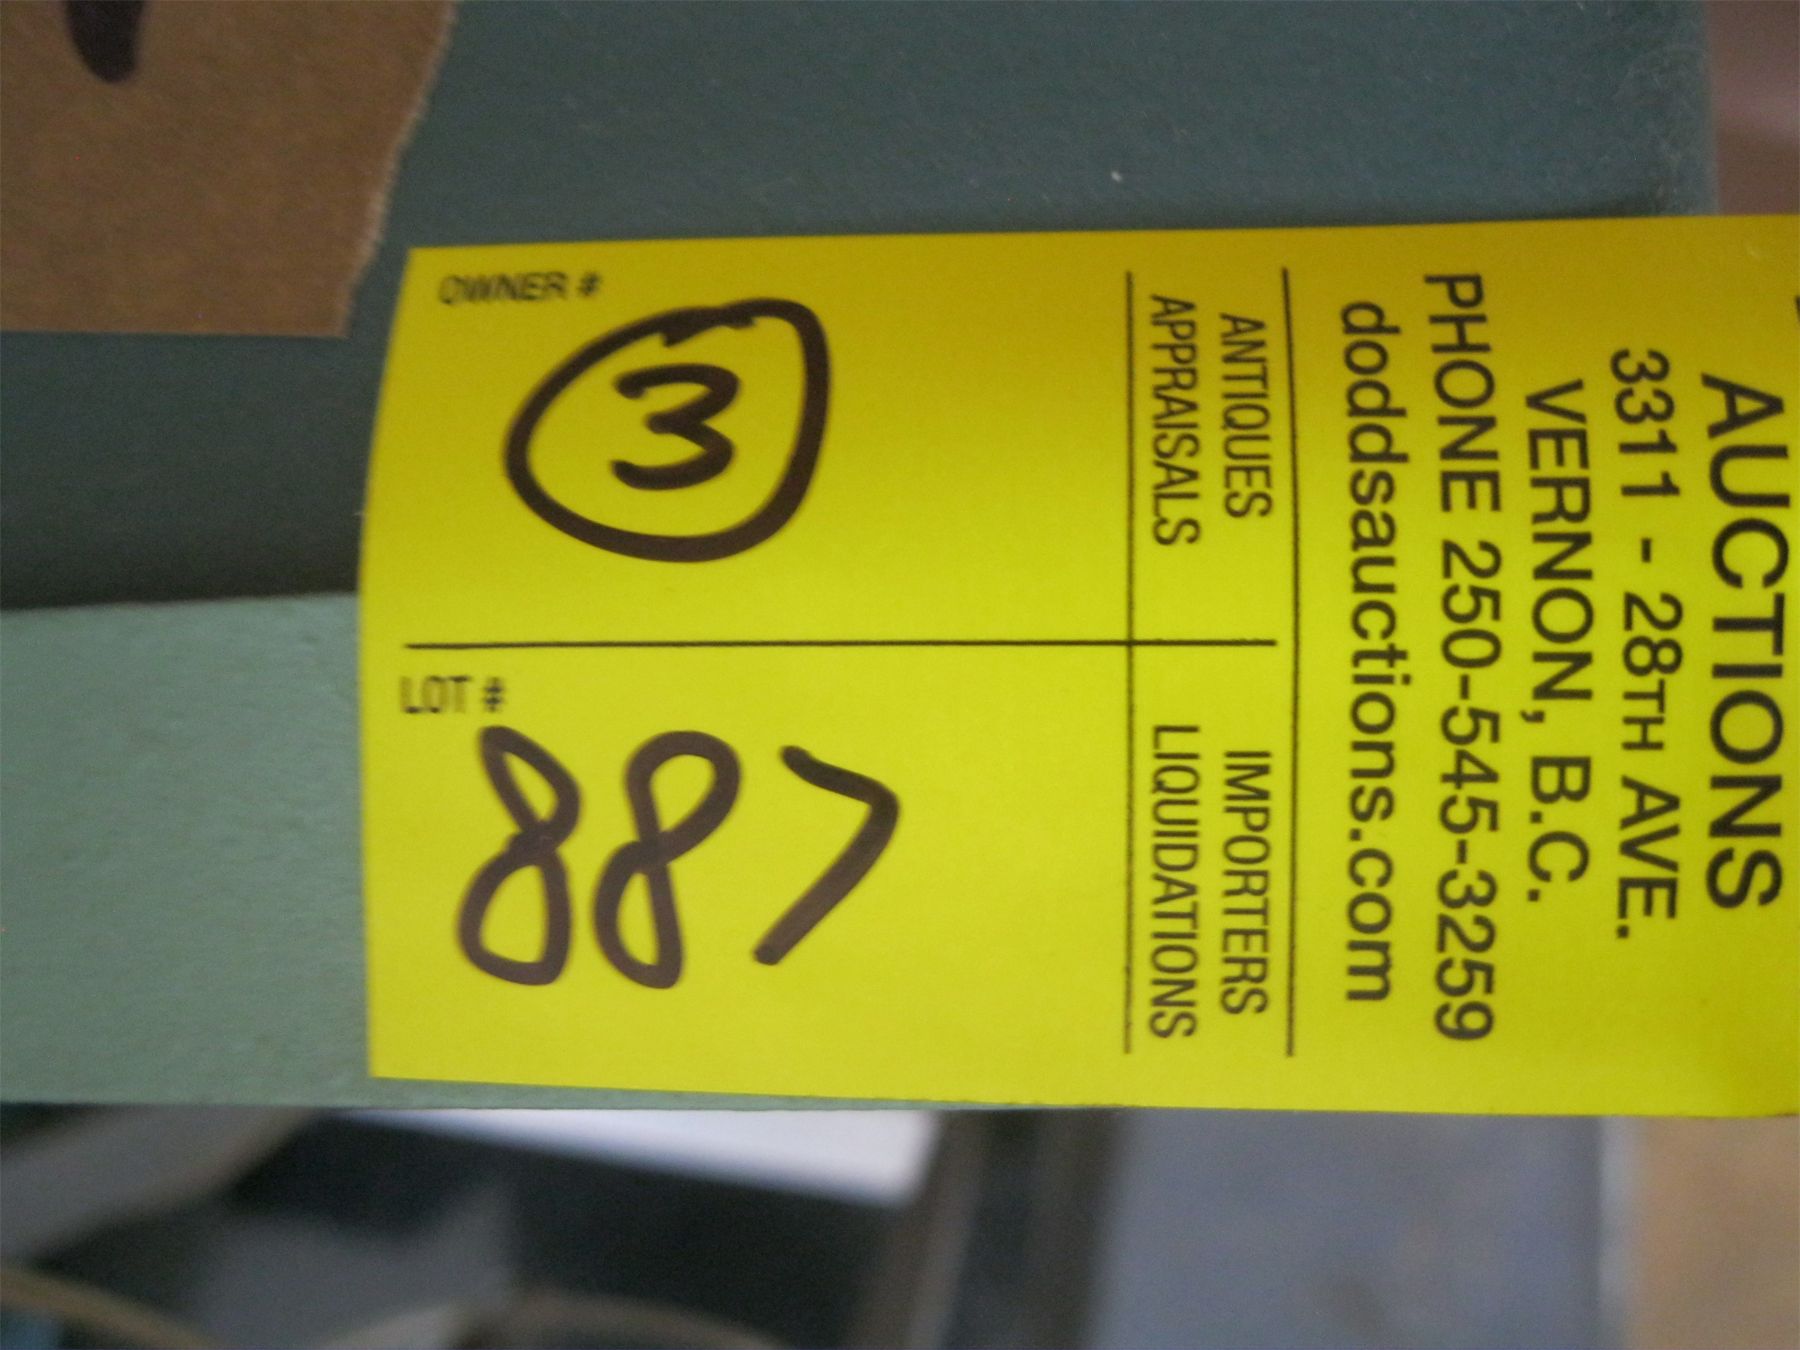 AUCTIONS
3311 - 28TH AVE.
VERNON, B.C.
PHONE 250-545-3259
doddsauctions.com
ANTIQUES IMPORTERS
APPRAISALS LIQUIDATIONS
OWNER #
3
LOT #
887